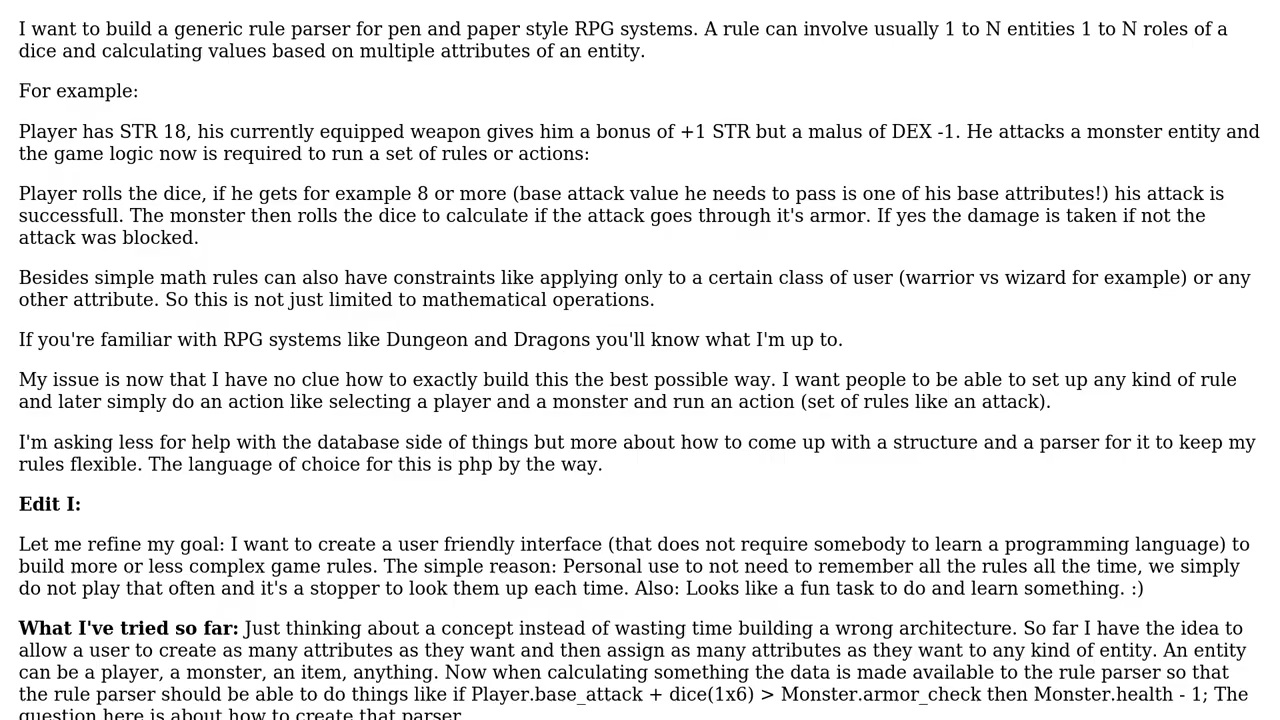 I want to build a generic rule parser for pen and paper style RPG systems. A rule can involve usually 1 to N entities 1 to N roles of a
dice and calculating values based on multiple attributes of an entity.
For example:
Player has STR 18, his currently equipped weapon gives him a bonus of +1 STR but a malus of DEX -1. He attacks a monster entity and
the game logic now is required to run a set of rules or actions:
Player rolls the dice, if he gets for example 8 or more (base attack value he needs to pass is one of his base attributes!) his attack is
successfull. The monster then rolls the dice to calculate if the attack goes through it's armor. If yes the damage is taken if not the
attack was blocked.
Besides simple math rules can also have constraints like applying only to a certain class of user (warrior vs wizard for example) or any
other attribute. So this is not just limited to mathematical operations.
If you're familiar with RPG systems like Dungeon and Dragons you'll know what I'm up to.
My issue is now that I have no clue how to exactly build this the best possible way. I want people to be able to set up any kind of rule
and later simply do an action like selecting a player and a monster and run an action (set of rules like an attack).
I'm asking less for help with the database side of things but more about how to come up with a structure and a parser for it to keep my
rules flexible. The language of choice for this is php by the way.
Edit I:
Let me refine my goal: I want to create a user friendly interface (that does not require somebody to learn a programming language) to
build more or less complex game rules. The simple reason: Personal use to not need to remember all the rules all the time, we simply
do not play that often and it's a stopper to look them up each time. Also: Looks like a fun task to do and learn something. :)
What I've tried so far: Just thinking about a concept instead of wasting time building a wrong architecture. So far I have the idea to
allow a user to create as many attributes as they want and then assign as many attributes as they want to any kind of entity. An entity
can be a player, a monster, an item, anything. Now when calculating something the data is made available to the rule parser so that
the rule parser should be able to do things like if Player.base_attack + dice(1x6) > Monster.armor_check then Monster.health - 1; The
question here is about how to create that parser.